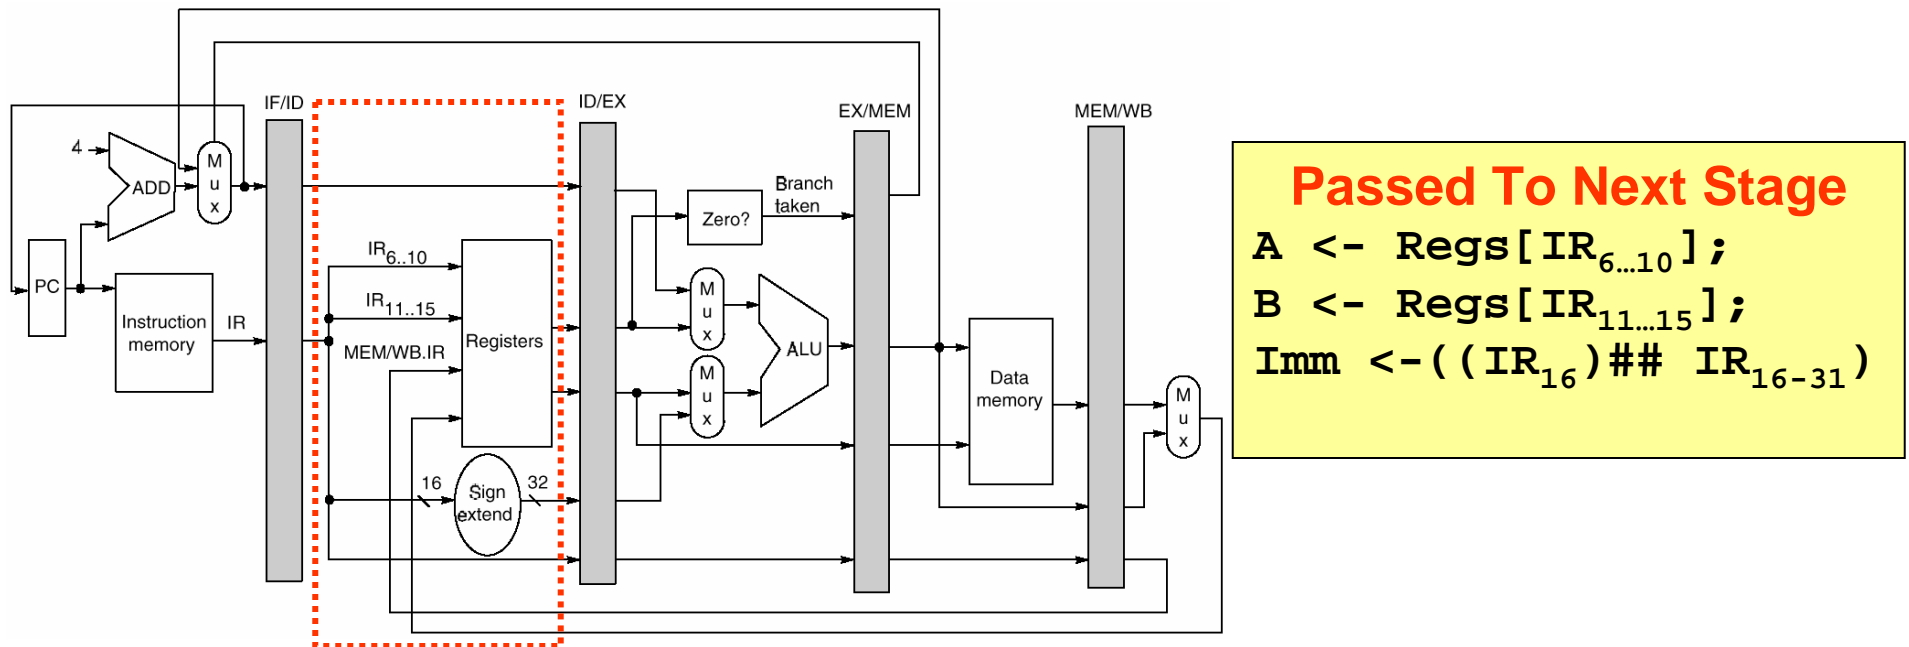 IF/ID
ID/EX
EX/MEM
MEM/WB
4
ADD
M
u
x
PC
Instruction
memory
IR
IR6..10
IR11..15
MEM/WB.IR
Registers
16
Sign
extend
32
Zero?
Branch
taken
M
u
x
M
u
x
ALU
Data
memory
M
u
x
Passed To Next Stage
A <- Regs[IR6…10];
B <- Regs[IR11…15];
Imm <-((IR16)## IR16-31)